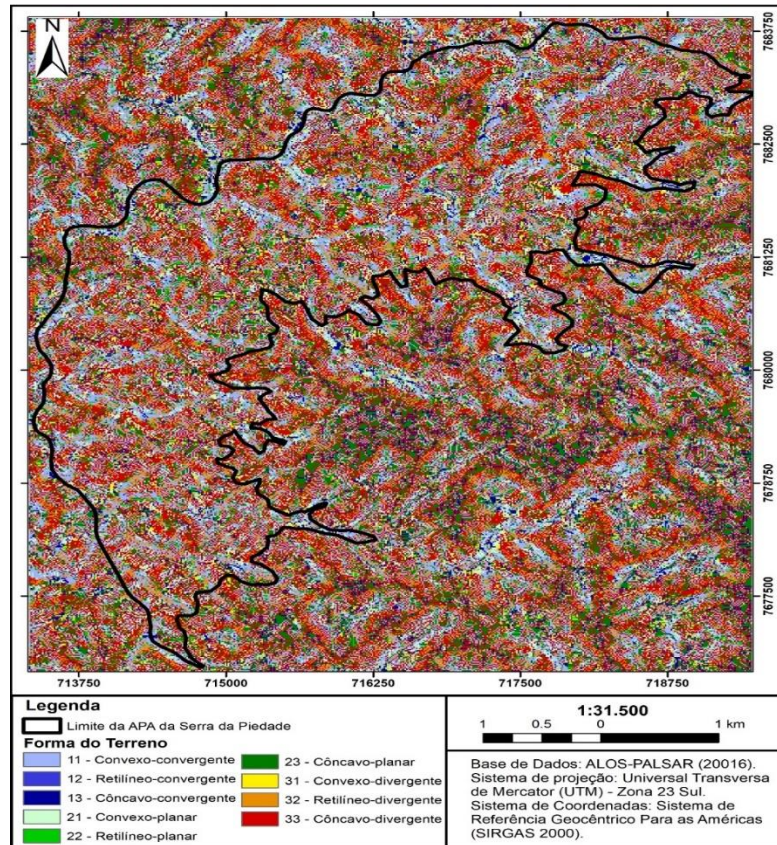 N
7683750
7682500
7681250
7680000
7678750
7677500
713750 715000 716250 717500 718750
Legenda
Limite da APA da Serra da Piedade
Forma do Terreno
11 - Convexo-convergente
12 - Retilíneo-convergente
13 - Côncavo-convergente
21 - Convexo-planar
22 - Retilíneo-planar
23 - Côncavo-planar
31 - Convexo-divergente
32 - Retilíneo-divergente
33 - Côncavo-divergente
1:31.500
1 0.5 0 1 km
Base de Dados: ALOS-PALSAR (20016).
Sistema de projeção: Universal Transversa
de Mercator (UTM) - Zona 23 Sul.
Sistema de Coordenadas: Sistema de
Referência Geocêntrico Para as Américas
(SIRGAS 2000).